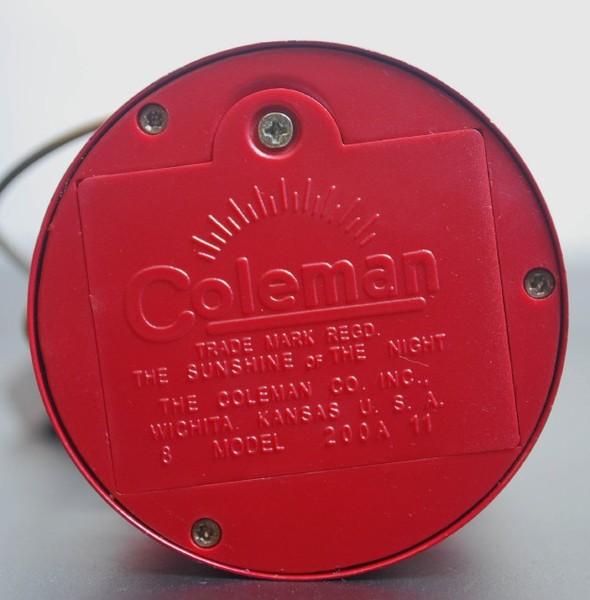 Coleman
TRADE MARK REGD.
THE SUNSHINE OF THE NIGHT
THE COLEMAN CO. INC.,
WICHITA, KANSAS U. S. A.
8 MODEL 200A 11